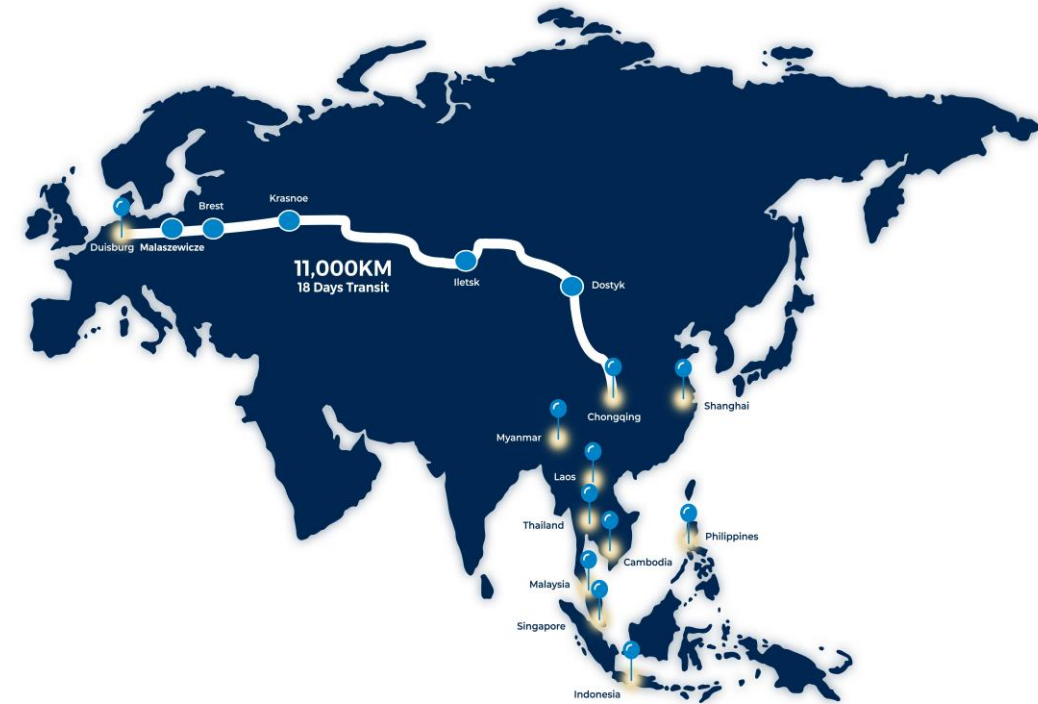 Krasnoe
Brest
Duisburg
Malaszewicze
11,000KM
18 Days Transit
Iletsk
Dostyk
Chongqing
Shanghai
Myanmar
Laos
Thailand
Philippines
Cambodia
Malaysia
Singapore
Indonesia